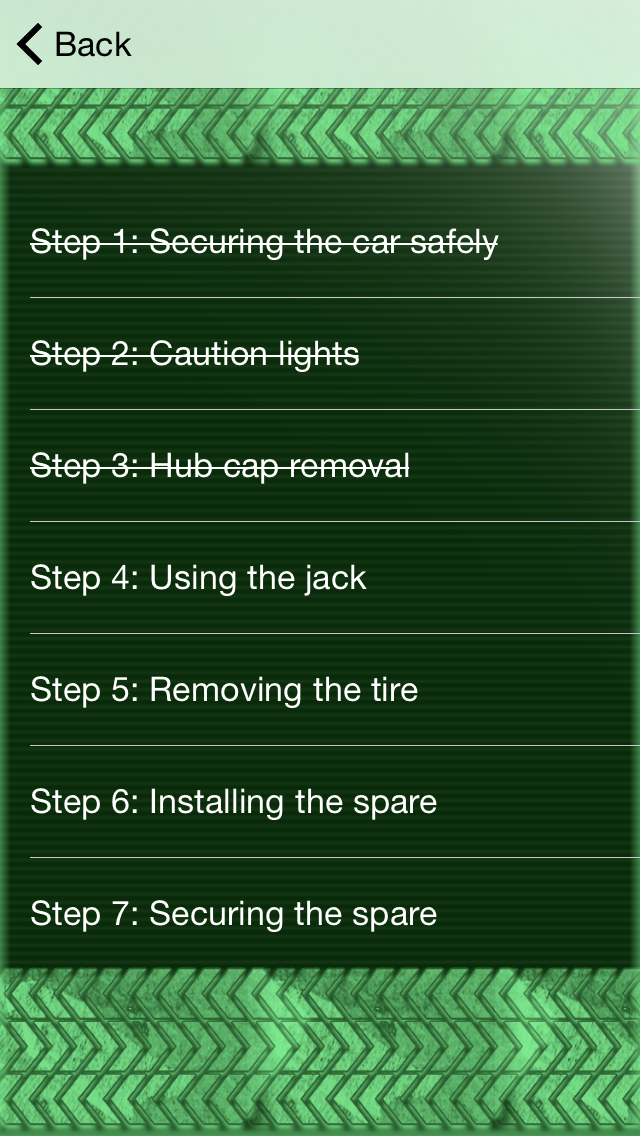 Back
Step 1: Securing the car safely
Step 2: Caution lights
Step 3: Hub cap removal
Step 4: Using the jack
Step 5: Removing the tire
Step 6: Installing the spare
Step 7: Securing the spare